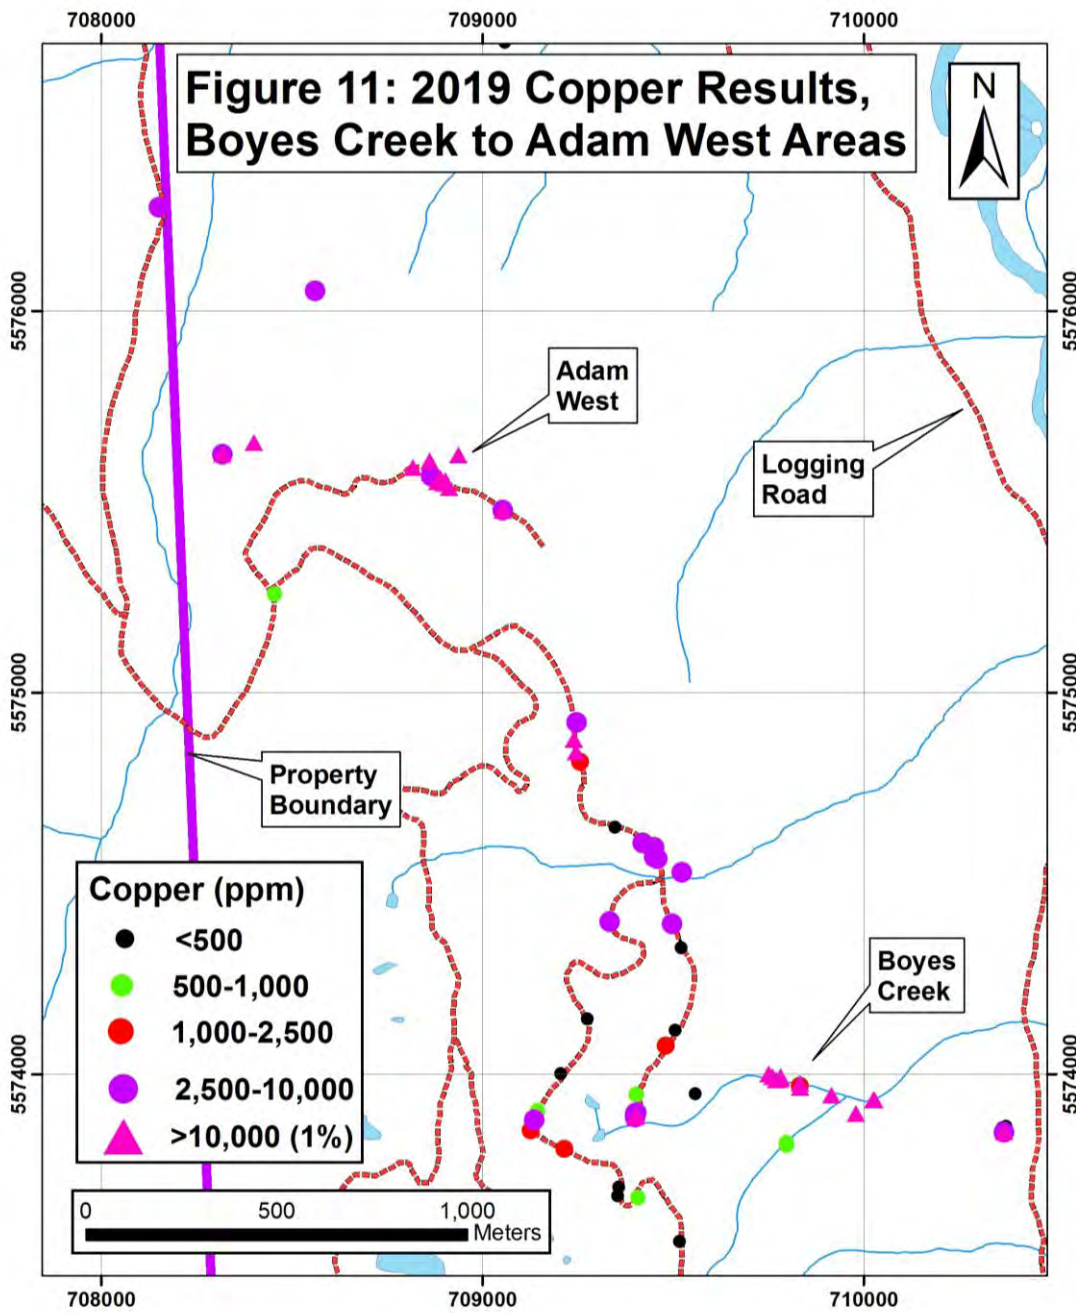 708000
709000
710000
Figure 11: 2019 Copper Results,
Boyes Creek to Adam West Areas
N
5576000
5576000
Adam
West
Logging
Road
5575000
5575000
Property
Boundary
Copper (ppm)
<500
500-1,000
1,000-2,500
2,500-10,000
>10,000 (1%)
Boyes
Creek
5574000
5574000
0
500
1,000
Meters
708000
709000
710000